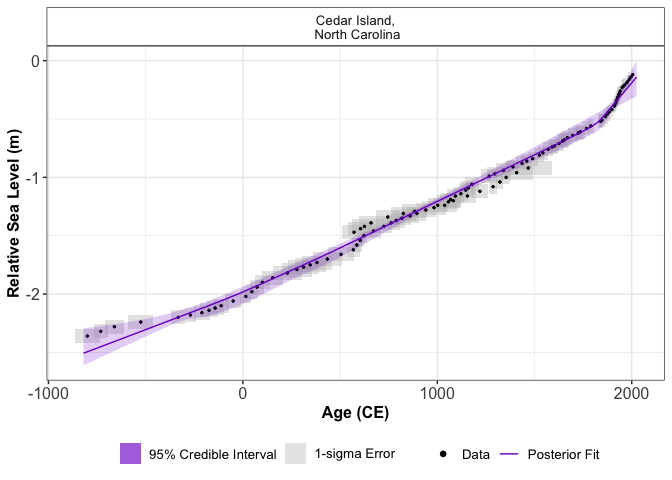 Cedar Island,
North Carolina
0
-1
-2
Relative Sea Level (m)
-1000
0
1000
2000
Age (CE)
95% Credible Interval
1-sigma Error
Data
Posterior Fit